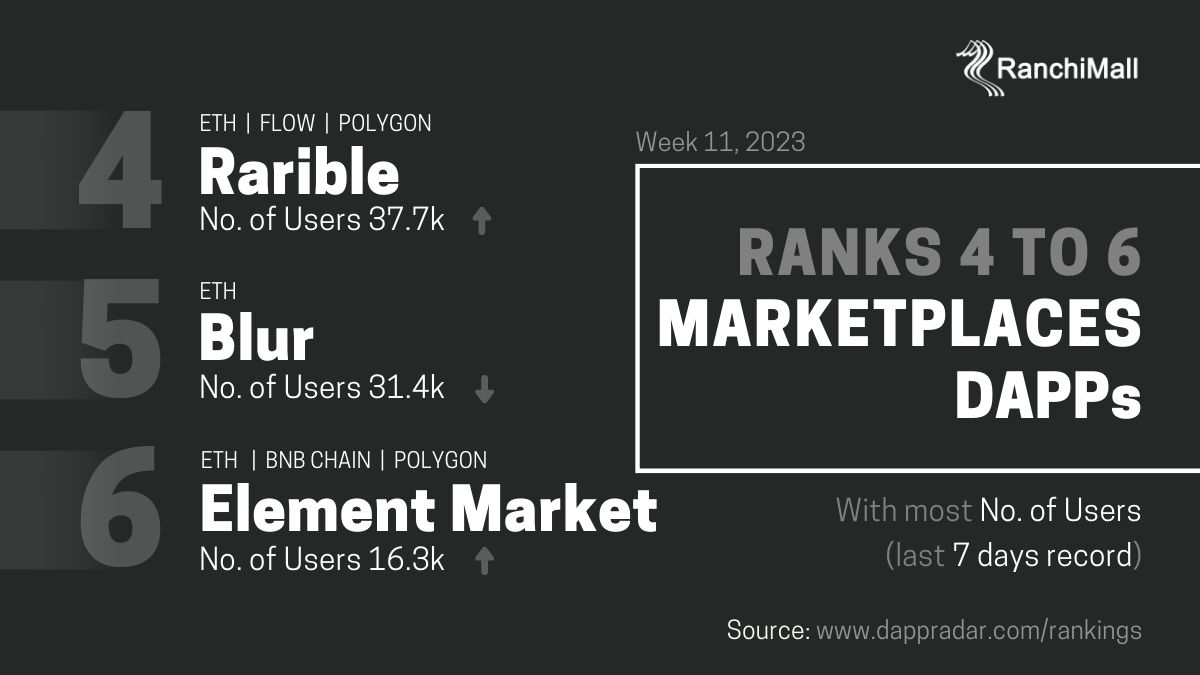 RanchiMall
4
ETH | FLOW | POLYGON
Rarible
No. of Users 37.7k
5
ETH
Blur
No. of Users 31.4k
6
ETH | BNB CHAIN | POLYGON
Element Market
No. of Users 16.3k
Week 11, 2023
RANKS 4 TO 6
MARKETPLACES
DAPPs
With most No. of Users
(last 7 days record)
Source: www.dappradar.com/rankings